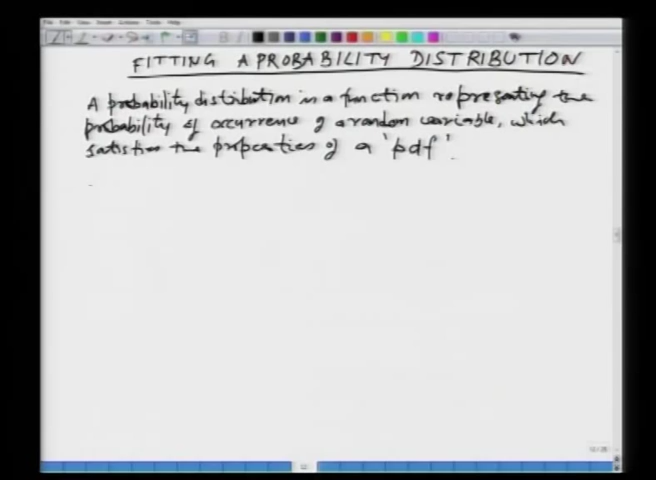 FITTING A PROBABILITY DISTRIBUTION
A probability distribution is a function representing the
probability of occurrence of a random variable, which
satisfies the properties of a 'pdf'.